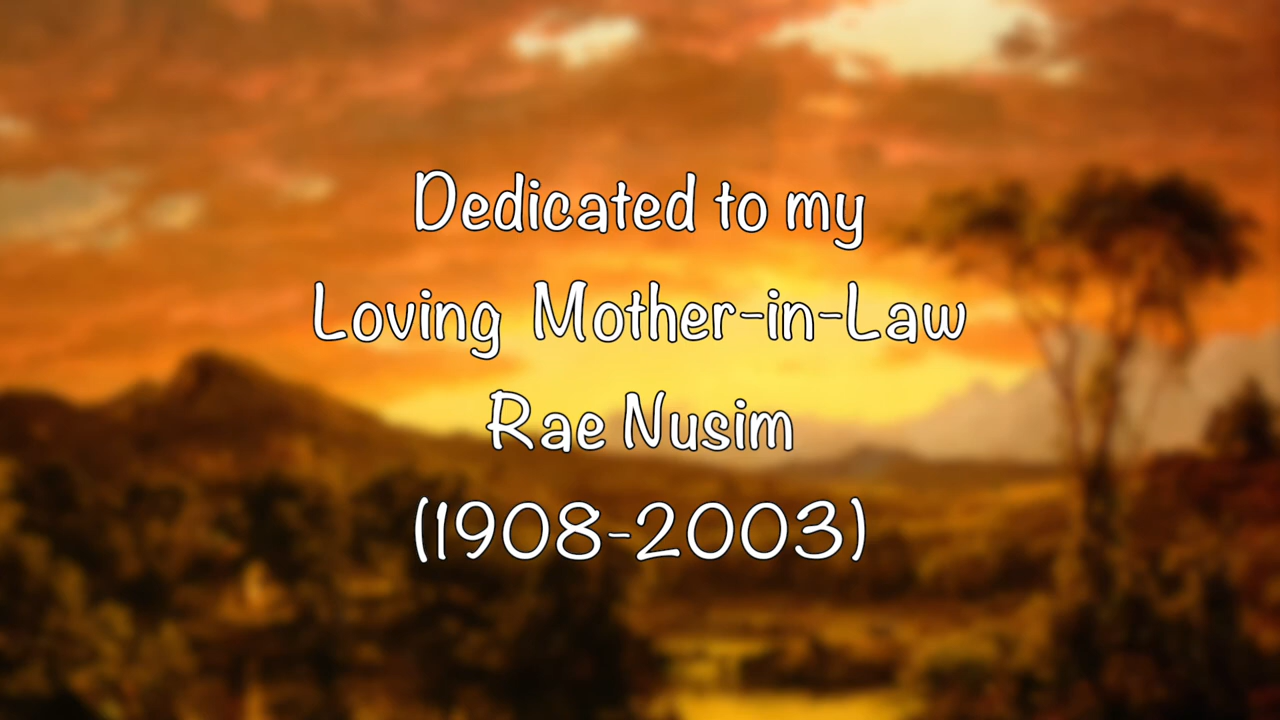 Dedicated to my
Loving Mother-in-Law
Rae Nusim
(1908-2003)